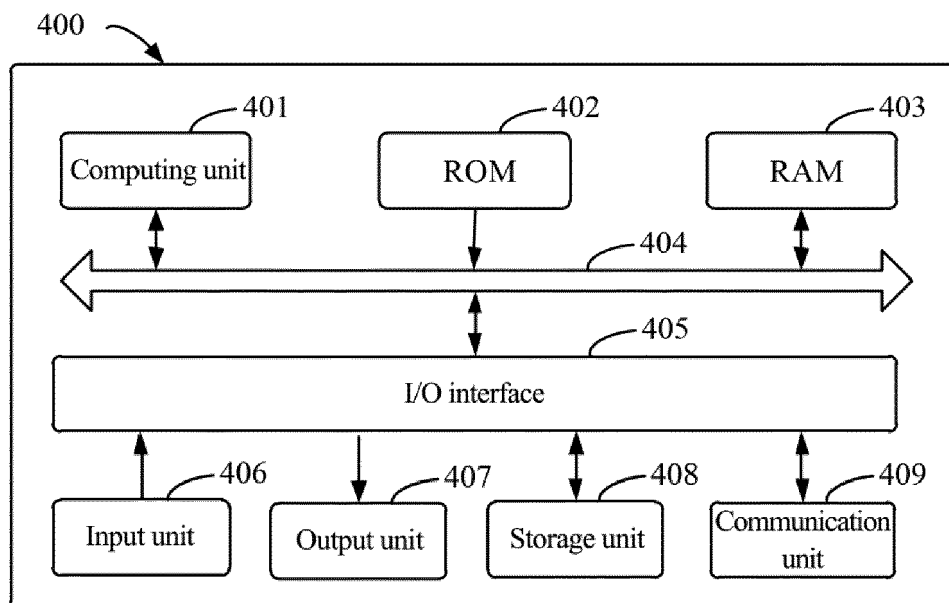 400
401
402
403
Computing unit
ROM
RAM
404
405
I/O interface
406
407
408
409
Input unit
Output unit
Storage unit
Communication
unit